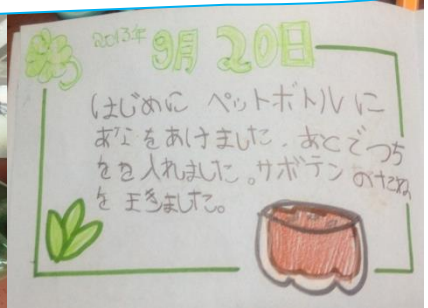 2013年 9月 20日
はじめに ペットボトルに
あなをあけました。あとでつち
をを入れました。サボテン のたね
を ました。